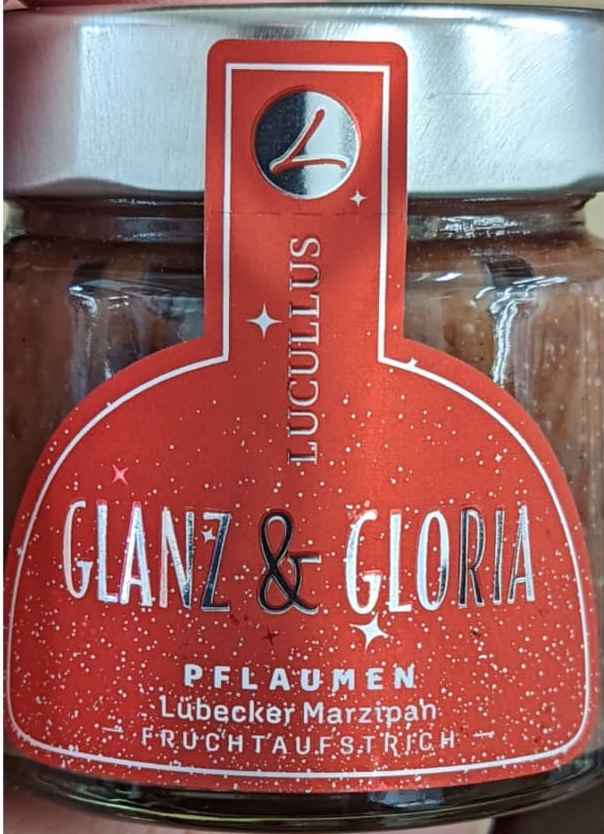 L
LUCULLUS
GLANZ & GLORIA
PFLAUMEN
Lübecker Marzipan
FRUCHTAUFSTRICH